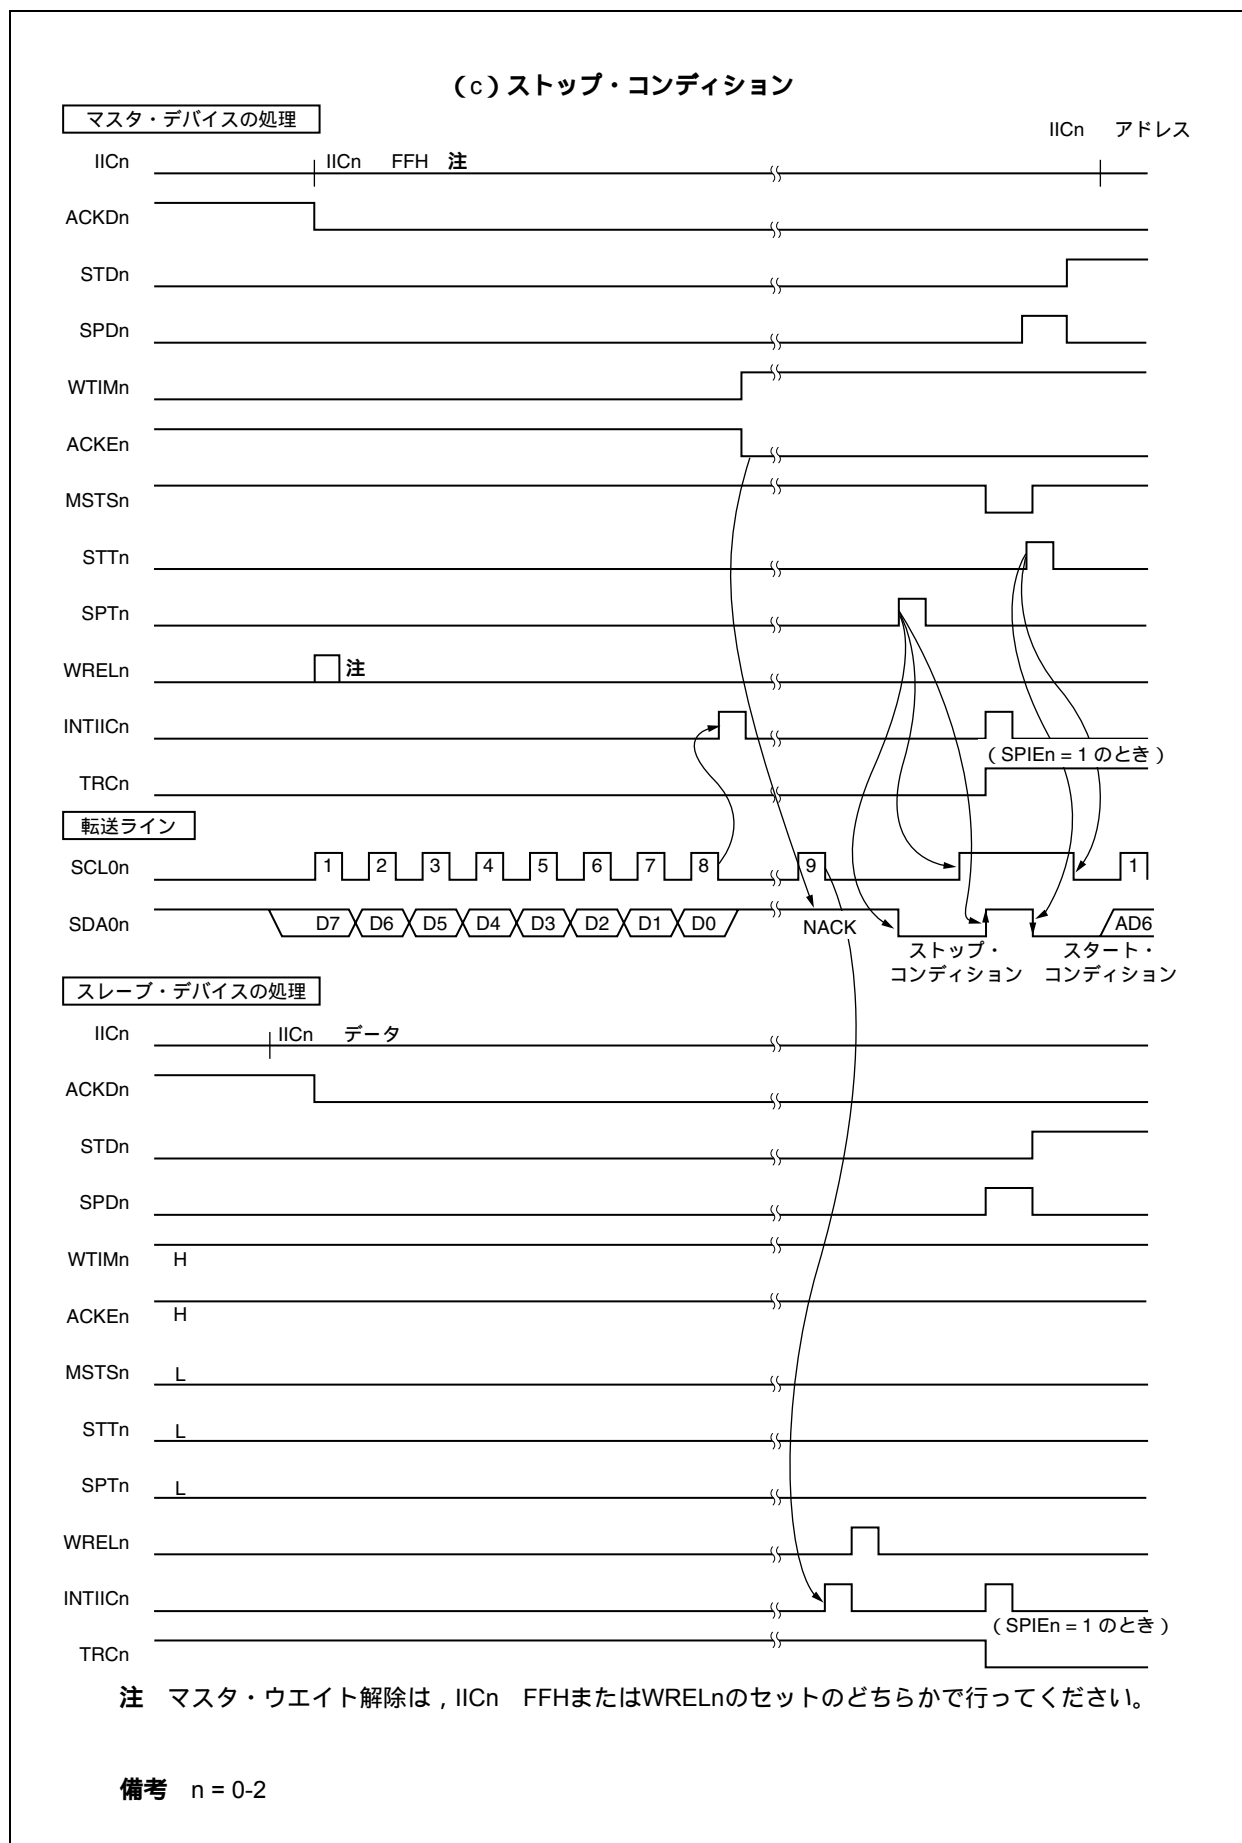 (c)ストップ・コンディション
マスタ・デバイスの処理
IICn アドレス
IICn
IICn FFH 注
ACKDn
STDn
SPDn
WTIMn
ACKEn
MSTSn
STTn
SPTn
WRELn
注
INTIICn
(SPIEn = 1 のとき)
TRCn
転送ライン
SCL0n
1 2 3 4 5 6 7 8 9 1
SDA0n
D7 D6 D5 D4 D3 D2 D1 D0 NACK AD6
ストップ・
コンディション
スタート・
コンディション
スレーブ・デバイスの処理
IICn
IICn データ
ACKDn
STDn
SPDn
WTIMn H
ACKEn H
MSTSn L
STTn L
SPTn L
WRELn
INTIICn
(SPIEn = 1 のとき)
TRCn
注 マスタ・ウエイト解除は,IICn FFHまたはWRELnのセットのどちらかで行ってください。
備考 n = 0-2